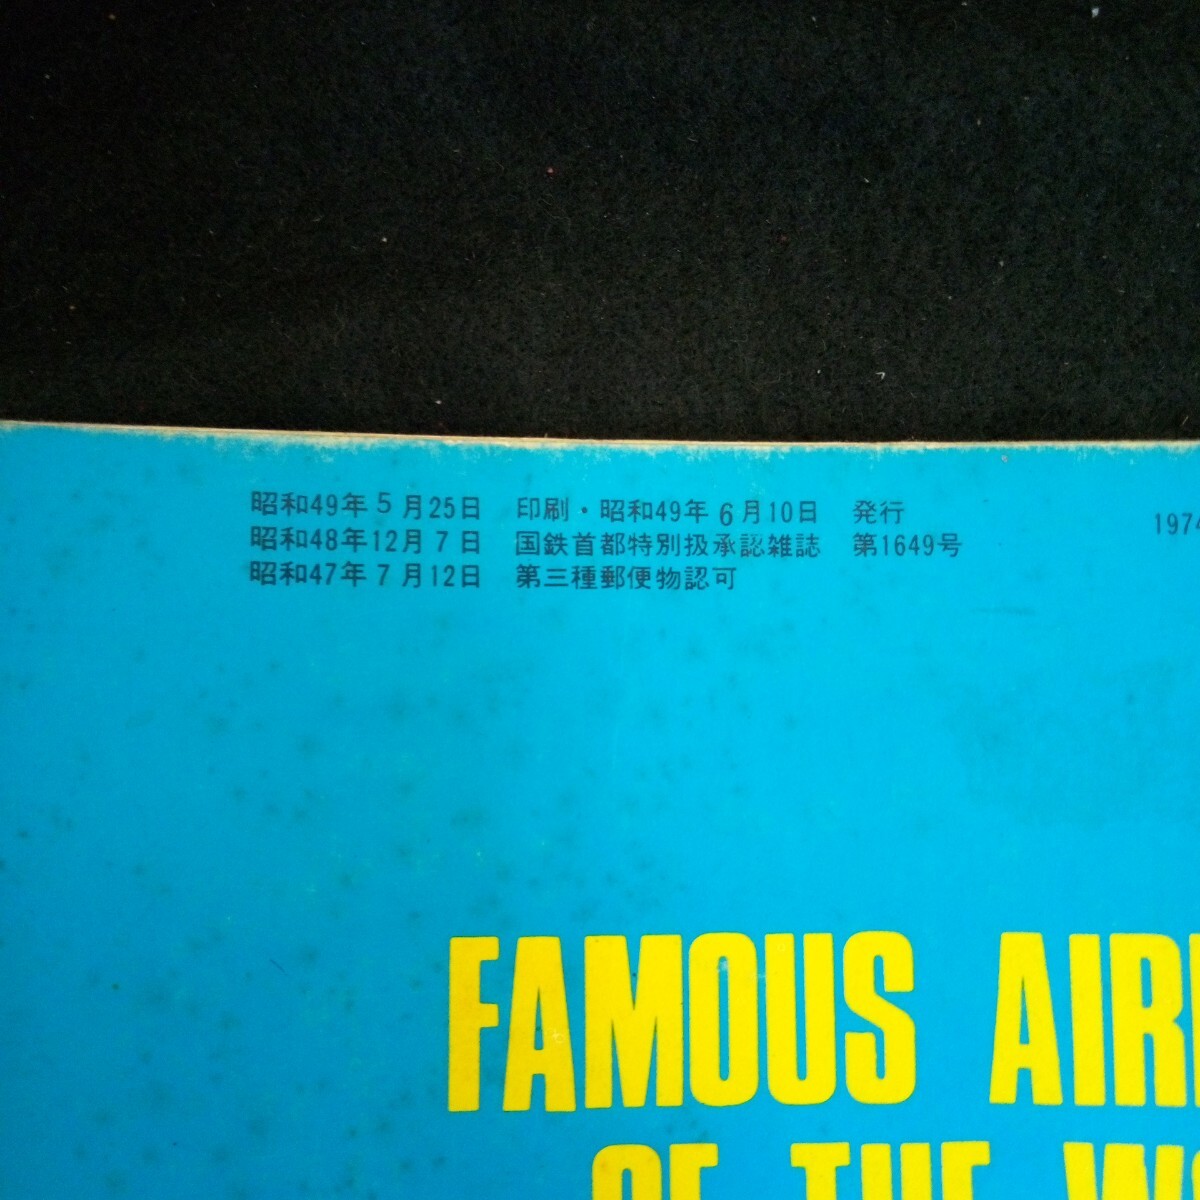 昭和49年5月25日 印刷・昭和49年6月10日 発行
昭和48年12月7日 国鉄首都特別扱承認雑誌 第1649号
昭和47年7月12日 第三種郵便物認可
197
FAMOUS AIR
OF THE W